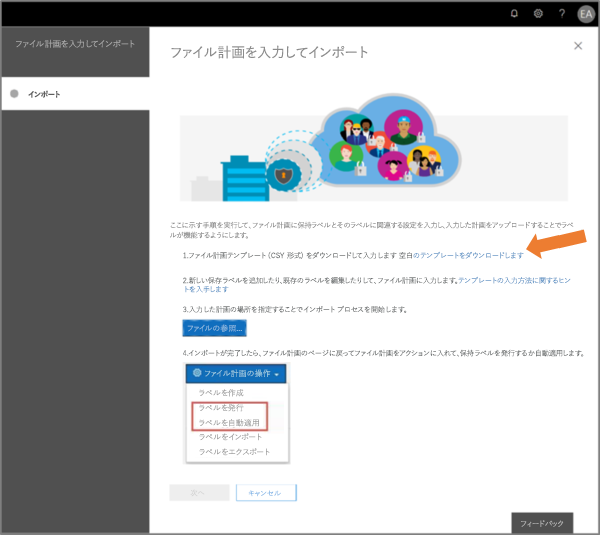 ? EA
ファイル計画を入力してインポート
インポート
ファイル計画を入力してインポート
ここに示す手順を実行して、ファイル計画に保持ラベルとそのラベルに関連する設定を入力し、入力した計画をアップロードすることでラベ
ルが機能するようにします。
1.ファイル計画テンプレート (CSY 形式) をダウンロードして入力します 空白のテンプレートをダウンロードします
2.新しい保存ラベルを追加したり、既存のラベルを編集したりして、ファイル計画に入力します。テンプレートの入力方法に関するヒン
トを入手します
3.入力した計画の場所を指定することでインポート プロセスを開始します。
ファイルの参照...
4.インポートが完了したら、ファイル計画のページに戻ってファイル計画をアクションに入れて、保持ラベルを発行するか自動適用します。
ファイル計画の操作
ラベルを作成
ラベルを発行
ラベルを自動適用
ラベルをインポート
ラベルをエクスポート
次へ キャンセル
フィードバック